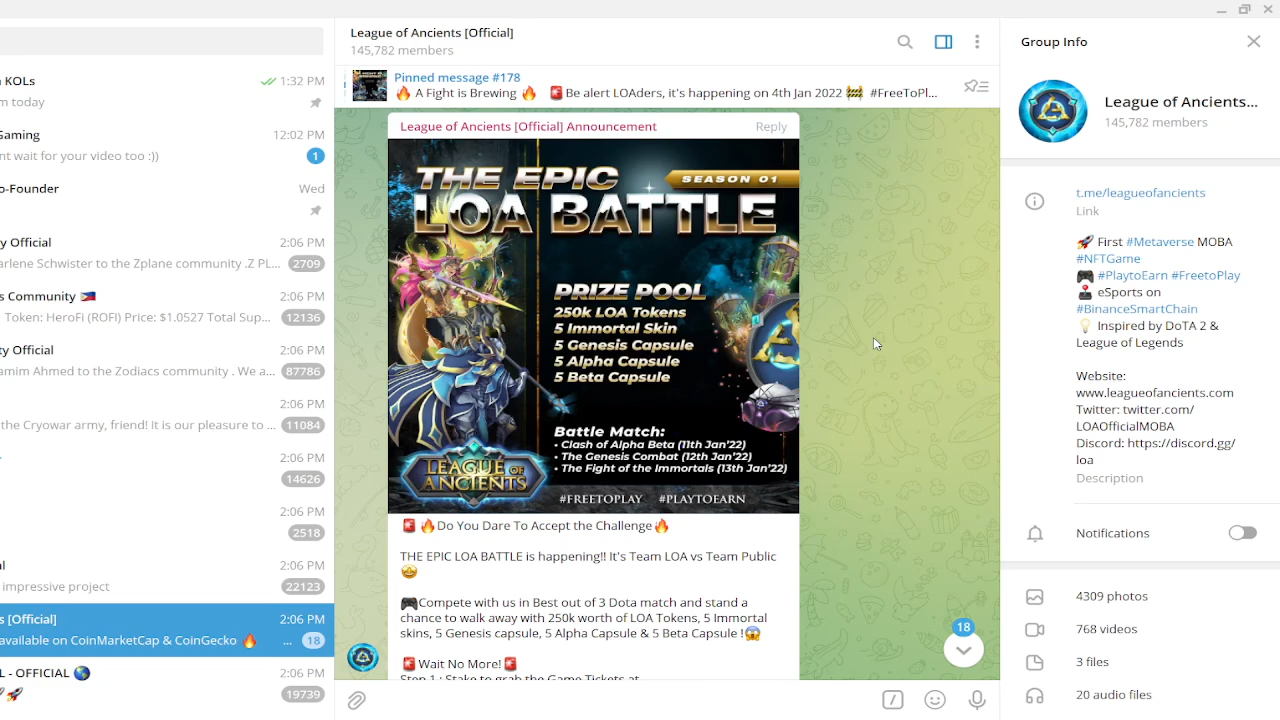 KOLs
1:32 PM
m today
Gaming
12:02 PM
nt wait for your video too :))
1
o-Founder
Wed
y Official
2:06 PM
arlene Schwister to the Zplane community .Z PL...
2709
s Community 🇵🇭
2:06 PM
Token: HeroFi (ROFI) Price: $1.0527 Total Sup...
12136
ty Official
2:06 PM
amim Ahmed to the Zodiacs community . We a...
87786
2:06 PM
the Cryowar army, friend! It is our pleasure to ...
11084
2:06 PM
14626
2:06 PM
2518
al
2:06 PM
impressive project
22123
s [Official]
2:06 PM
available on CoinMarketCap & CoinGecko 🔥 ...
18
L - OFFICIAL 🌎
2:06 PM
🚀
19739
League of Ancients [Official]
145,782 members
Pinned message #178
🔥 A Fight is Brewing 🔥 🚨Be alert LOAders, it's happening on 4th Jan 2022 🚧 #FreeToPl...
League of Ancients [Official] Announcement
Reply
THE EPIC
SEASON 01
LOA BATTLE
PRIZE POOL
250k LOA Tokens
5 Immortal Skin
5 Genesis Capsule
5 Alpha Capsule
5 Beta Capsule
Battle Match:
• Clash of Alpha Beta (11th Jan'22)
• The Genesis Combat (12th Jan'22)
• The Fight of the Immortals (13th Jan'22)
LEAGUE OF
ANCIENTS
#FREETOPLAY #PLAYTOEARN
🚨🔥Do You Dare To Accept the Challenge🔥
THE EPIC LOA BATTLE is happening!! It's Team LOA vs Team Public
🤩
🎮Compete with us in Best out of 3 Dota match and stand a
chance to walk away with 250k worth of LOA Tokens, 5 Immortal
skins, 5 Genesis capsule, 5 Alpha Capsule & 5 Beta Capsule !😱
🚨Wait No More!🚨
Step 1 : Stake to grab the Game Tickets at
18
Group Info
League of Ancients...
145,782 members
t.me/leagueofancients
Link
🚀 First #Metaverse MOBA
#NFTGame
🎮 #PlaytoEarn #FreetoPlay
🕹 eSports on
#BinanceSmartChain
💡 Inspired by DoTA 2 &
League of Legends
Website:
www.leagueofancients.com
Twitter: twitter.com/
LOAOfficialMOBA
Discord: https://discord.gg/
loa
Description
Notifications
4309 photos
768 videos
3 files
20 audio files